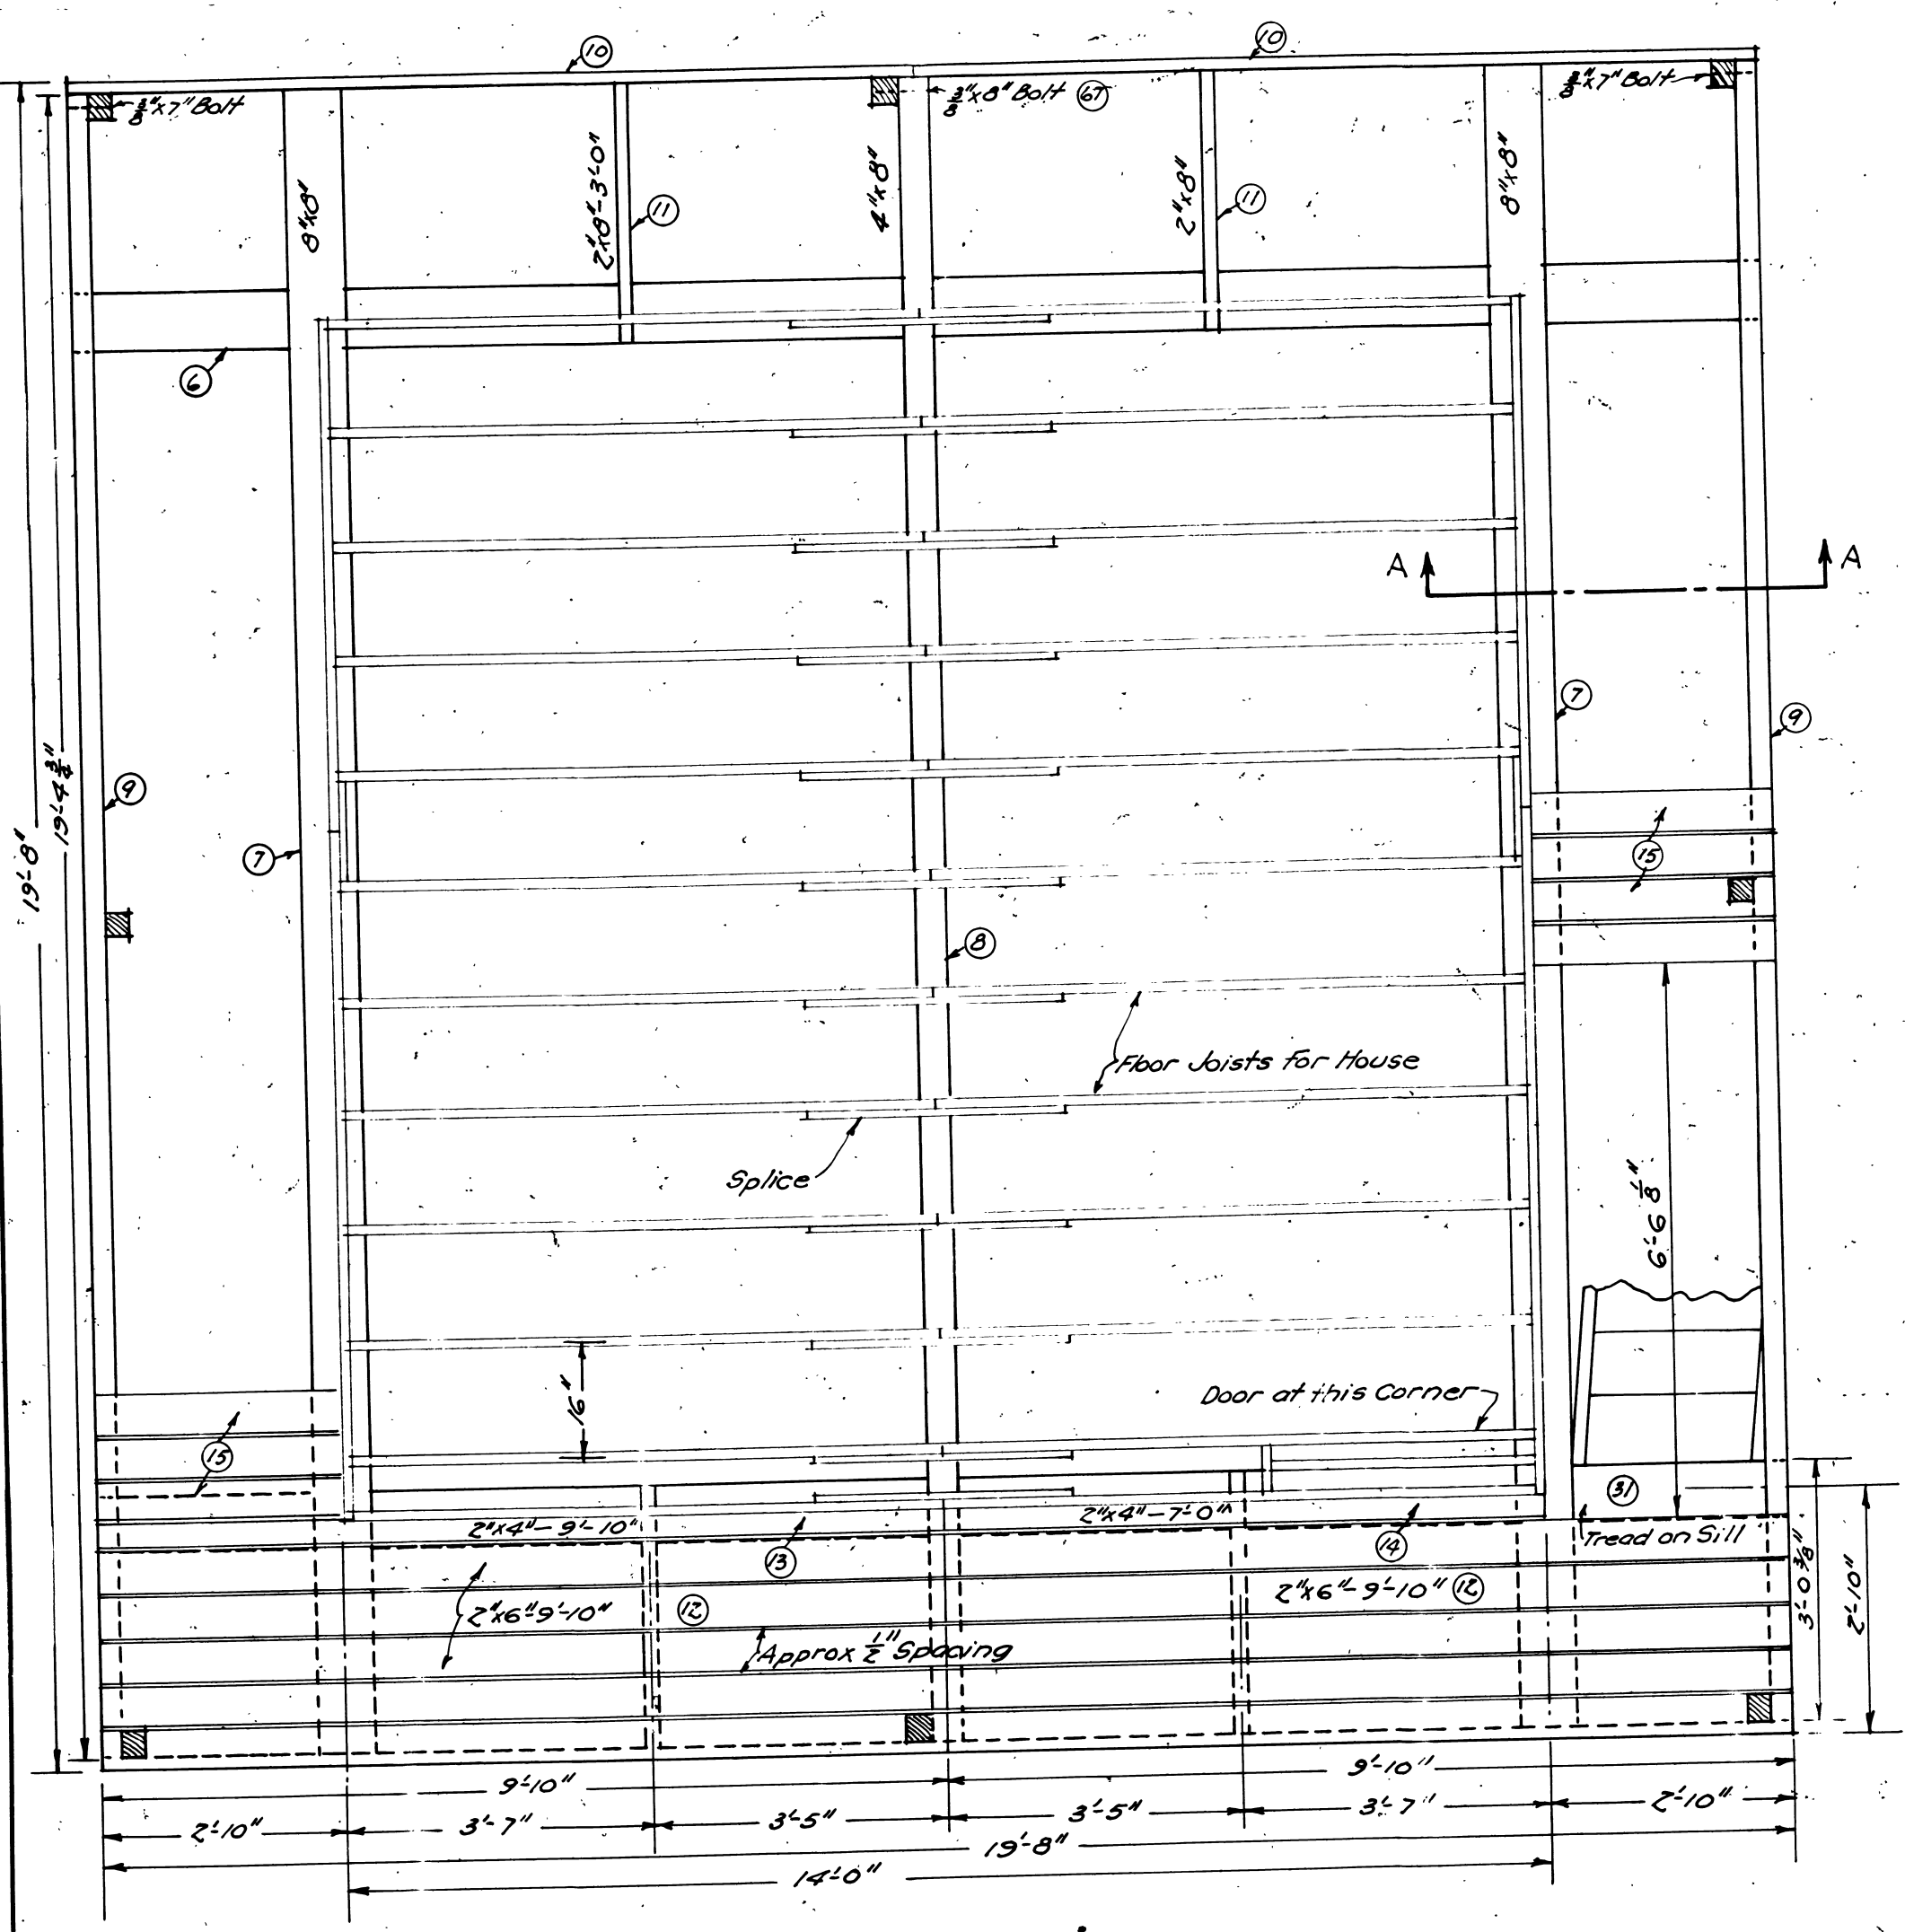 10
10
3/8"x7" Bolt
3/8"x8" Bolt 67
3/8"x7" Bolt
8"x8"
2"x8"-3'-0"
11
4"x8"
2"x8"
11
8"x8"
6
A
A
7
9
9
19'-8"
19'-4 3/4"
7
15
8
Floor Joists For House
Splice
6'-6 1/8"
16"
Door at this Corner
15
31
2"x4"-9'-10"
2"x4"-7'-0"
13
14
Tread on Sill
2"x6"-9'-10"
12
2"x6"-9'-10" 12
3'-0 3/8"
2'-10"
Approx 1/2" Spacing
9'-10"
9'-10"
2'-10"
3'-7"
3'-5"
3'-5"
3'-7"
2'-10"
19'-8"
14'-0"